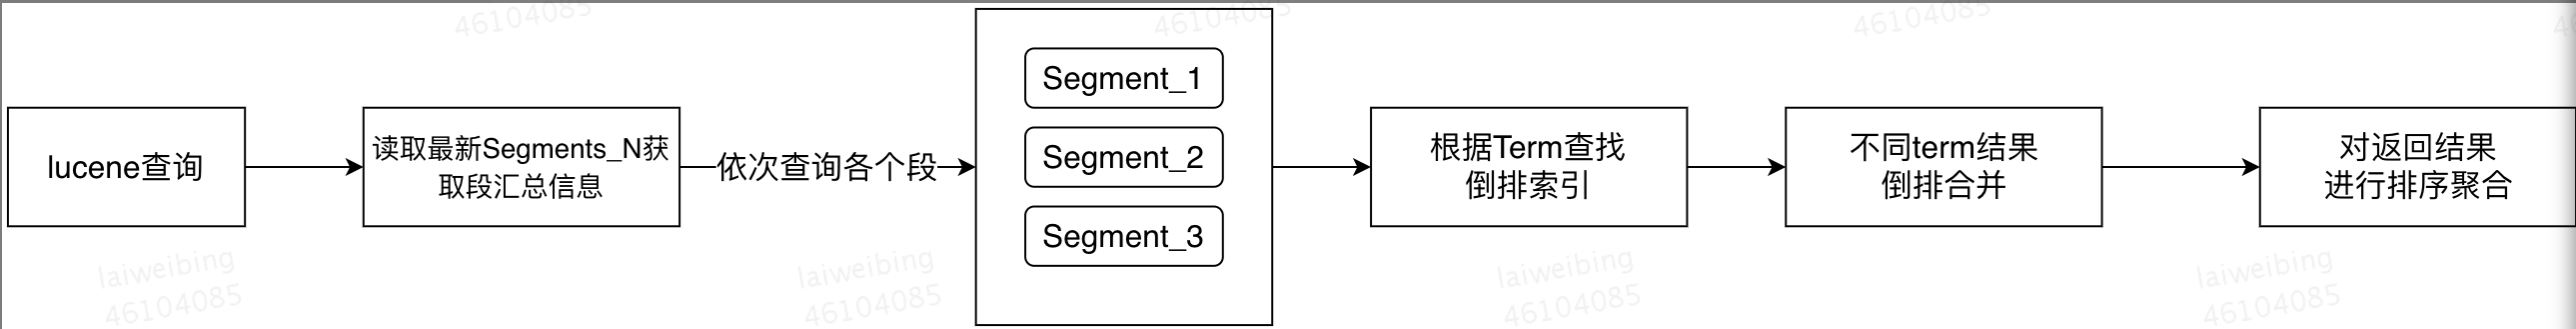 lucene查询
读取最新Segments_N获
取段汇总信息
依次查询各个段
Segment_1
Segment_2
Segment_3
根据Term查找
倒排索引
不同term结果
倒排合并
对返回结果
进行排序聚合
46104085
46104085
46104085
laiweibing
46104085
laiweibing
46104085
laiweibing
46104085
laiweibing
46104085